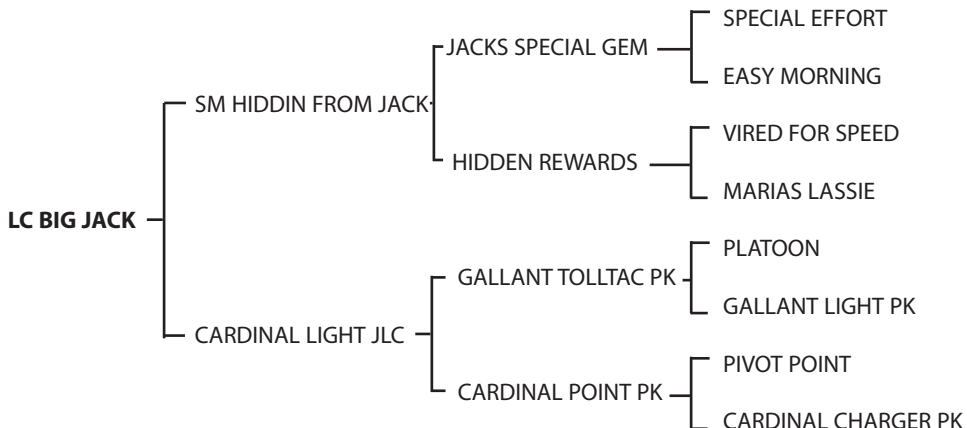 SPECIAL EFFORT
JACKS SPECIAL GEM
EASY MORNING
SM HIDDIN FROM JACK
VIRED FOR SPEED
HIDDEN REWARDS
MARIAS LASSIE
LC BIG JACK
PLATOON
GALLANT TOLLTAC PK
GALLANT LIGHT PK
CARDINAL LIGHT JLC
PIVOT POINT
CARDINAL POINT PK
CARDINAL CHARGER PK